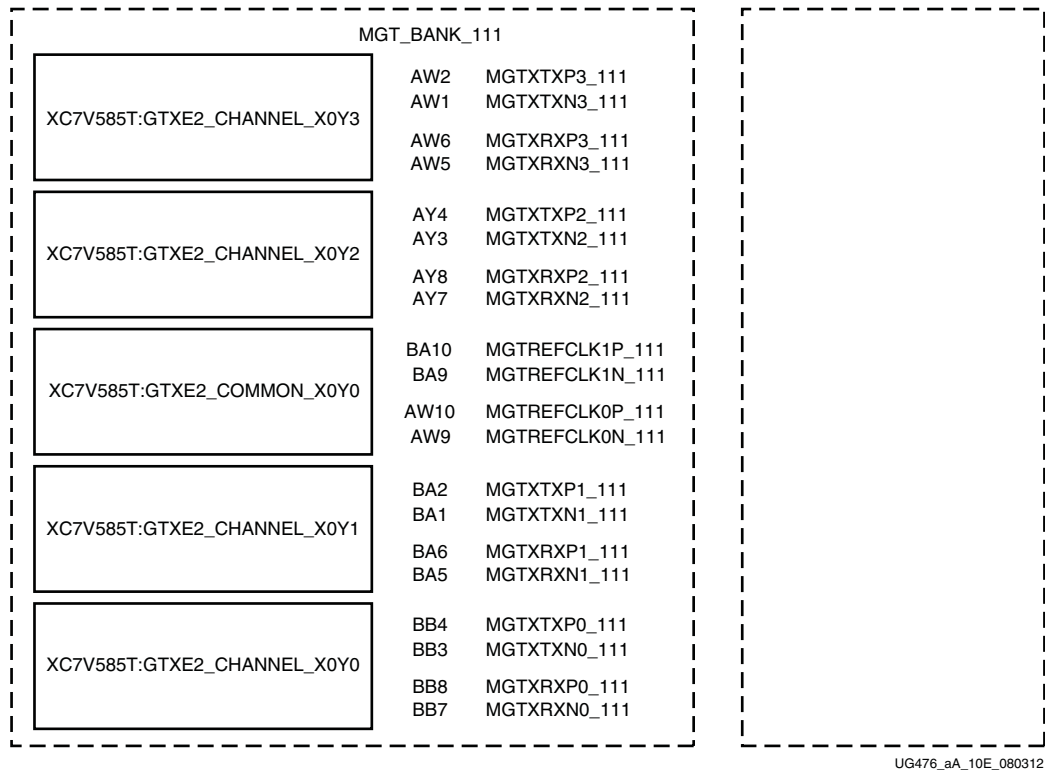 MGT_BANK_111
XC7V585T:GTXE2_CHANNEL_X0Y3
AW2 MGTXTXP3_111
AW1 MGTXTXN3_111
AW6 MGTXRXP3_111
AW5 MGTXRXN3_111
XC7V585T:GTXE2_CHANNEL_X0Y2
AY4 MGTXTXP2_111
AY3 MGTXTXN2_111
AY8 MGTXRXP2_111
AY7 MGTXRXN2_111
XC7V585T:GTXE2_COMMON_X0Y0
BA10 MGTREFCLK1P_111
BA9 MGTREFCLK1N_111
AW10 MGTREFCLK0P_111
AW9 MGTREFCLK0N_111
XC7V585T:GTXE2_CHANNEL_X0Y1
BA2 MGTXTXP1_111
BA1 MGTXTXN1_111
BA6 MGTXRXP1_111
BA5 MGTXRXN1_111
XC7V585T:GTXE2_CHANNEL_X0Y0
BB4 MGTXTXP0_111
BB3 MGTXTXN0_111
BB8 MGTXRXP0_111
BB7 MGTXRXN0_111
UG476_aA_10E_080312